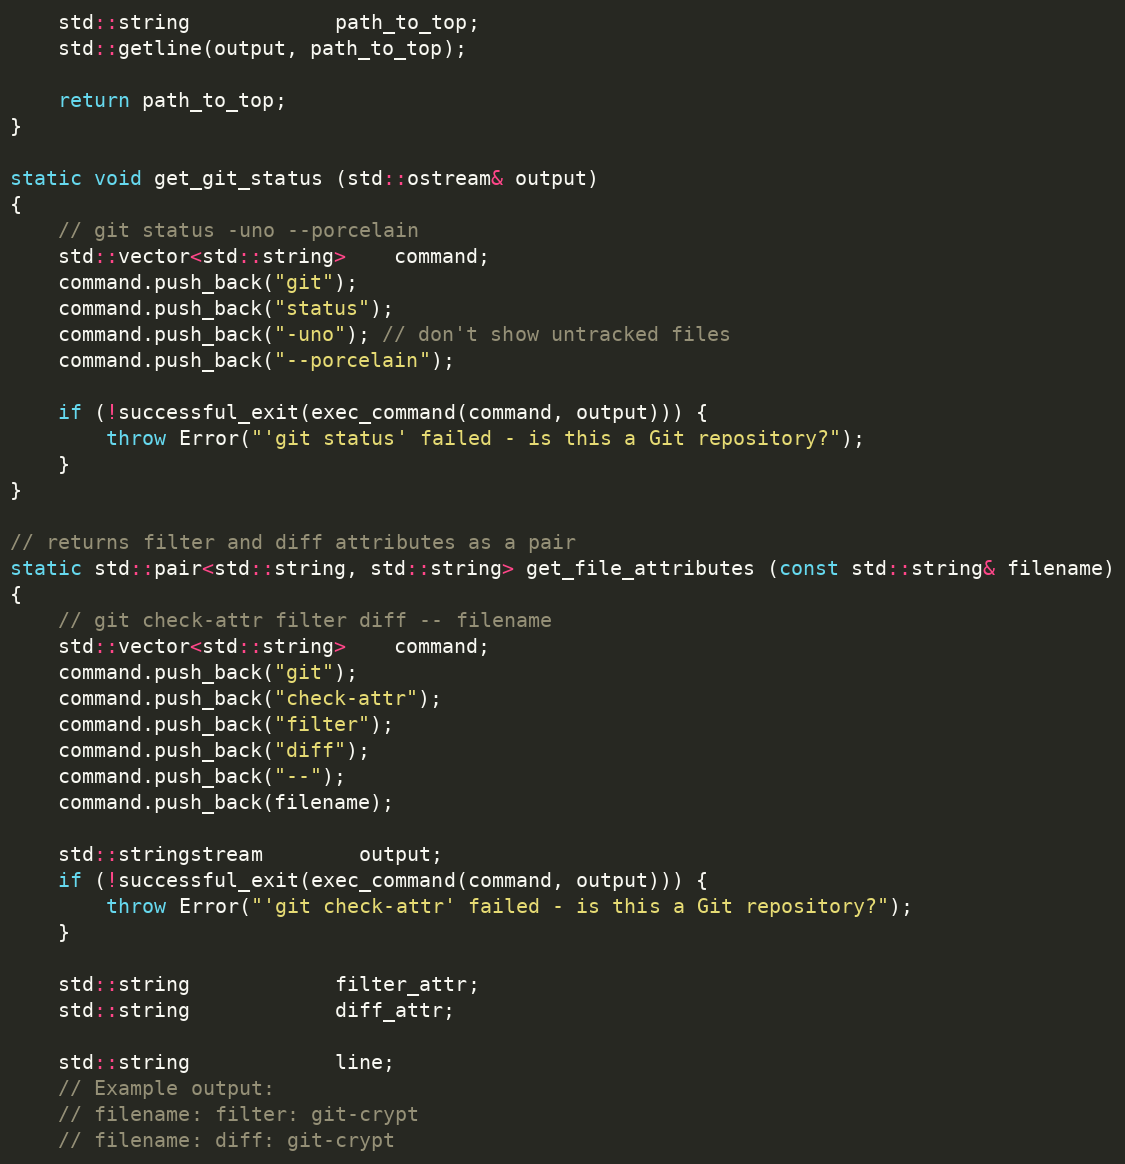 std::string            path_to_top;
    std::getline(output, path_to_top);

    return path_to_top;
}

static void get_git_status (std::ostream& output)
{
    // git status -uno --porcelain
    std::vector<std::string>    command;
    command.push_back("git");
    command.push_back("status");
    command.push_back("-uno"); // don't show untracked files
    command.push_back("--porcelain");

    if (!successful_exit(exec_command(command, output))) {
        throw Error("'git status' failed - is this a Git repository?");
    }
}

// returns filter and diff attributes as a pair
static std::pair<std::string, std::string> get_file_attributes (const std::string& filename)
{
    // git check-attr filter diff -- filename
    std::vector<std::string>    command;
    command.push_back("git");
    command.push_back("check-attr");
    command.push_back("filter");
    command.push_back("diff");
    command.push_back("--");
    command.push_back(filename);

    std::stringstream        output;
    if (!successful_exit(exec_command(command, output))) {
        throw Error("'git check-attr' failed - is this a Git repository?");
    }

    std::string            filter_attr;
    std::string            diff_attr;

    std::string            line;
    // Example output:
    // filename: filter: git-crypt
    // filename: diff: git-crypt